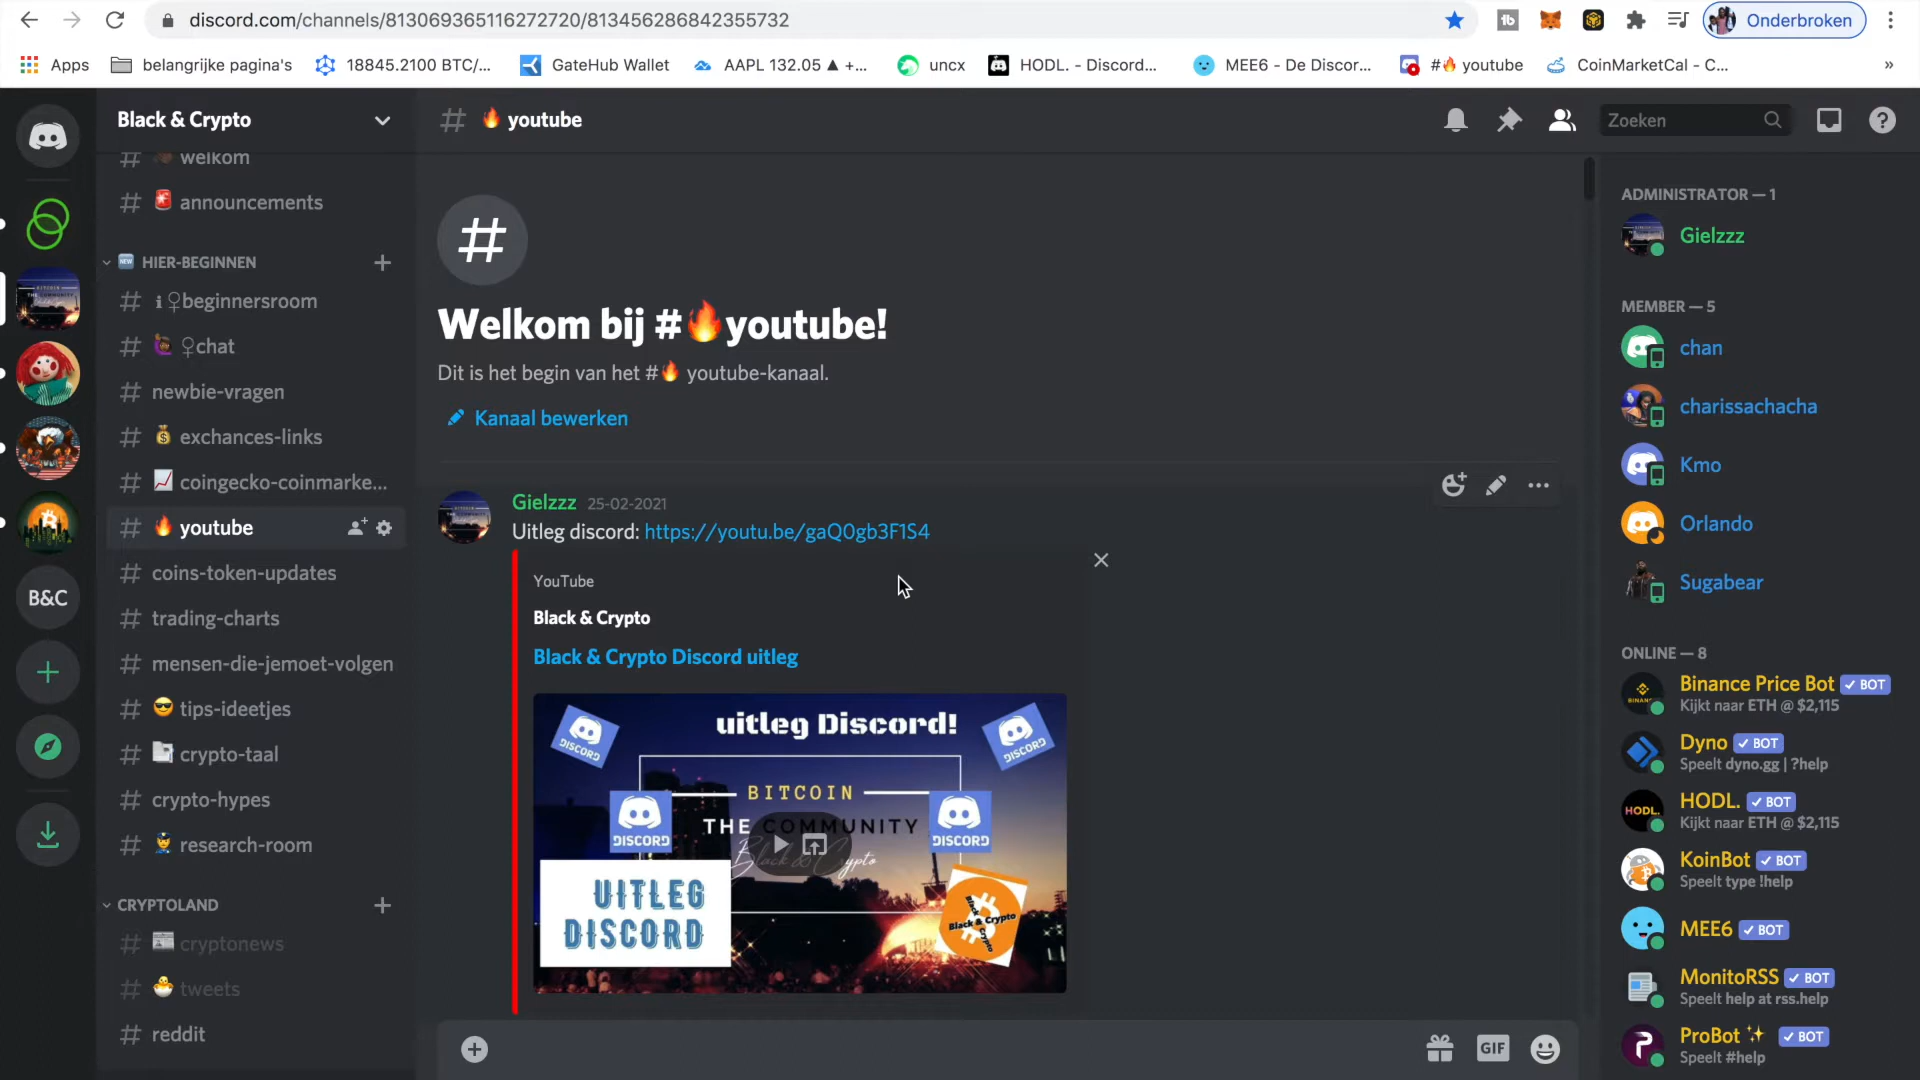 discord.com/channels/813069365116272720/813456286842355732
Onderbroken
Apps
belangrijke pagina's
18845.2100 BTC/...
GateHub Wallet
AAPL 132.05 ▲ +...
uncx
HODL. - Discord...
MEE6 - De Discor...
#🔥 youtube
CoinMarketCal - C...
»
Black & Crypto
# 🔥 youtube
Zoeken
# welkom
# 🚨 announcements
🆕 HIER-BEGINNEN
# ℹ♀beginnersroom
# 🙋🏾♀chat
# newbie-vragen
# 💰 exchances-links
# 📈 coingecko-coinmarke...
# 🔥 youtube
# coins-token-updates
# trading-charts
# mensen-die-jemoet-volgen
# 😎 tips-ideetjes
# 📑 crypto-taal
# crypto-hypes
# 👮 research-room
CRYPTOLAND
# 📰 cryptonews
# 🐣 tweets
# reddit
B&C
Welkom bij #🔥youtube!
Dit is het begin van het #🔥 youtube-kanaal.
Kanaal bewerken
Gielzzz 25-02-2021
Uitleg discord: https://youtu.be/gaQ0gb3F1S4
YouTube
Black & Crypto
Black & Crypto Discord uitleg
uitleg Discord!
DISCORD
DISCORD
BITCOIN
THE COMMUNITY
Black & Crypto
DISCORD
DISCORD
UITLEG
DISCORD
Black & Crypto
Crypto
GIF
ADMINISTRATOR — 1
Gielzzz
MEMBER — 5
chan
charissachacha
Kmo
Orlando
Sugabear
ONLINE — 8
BINANCE
Binance Price Bot ✓ BOT
Kijkt naar ETH @ $2,115
Dyno ✓ BOT
Speelt dyno.gg | ?help
HODL.
HODL. ✓ BOT
Kijkt naar ETH @ $2,115
KoinBot ✓ BOT
Speelt type !help
MEE6 ✓ BOT
MonitoRSS ✓ BOT
Speelt help at rss.help
ProBot ✨ ✓ BOT
Speelt #help